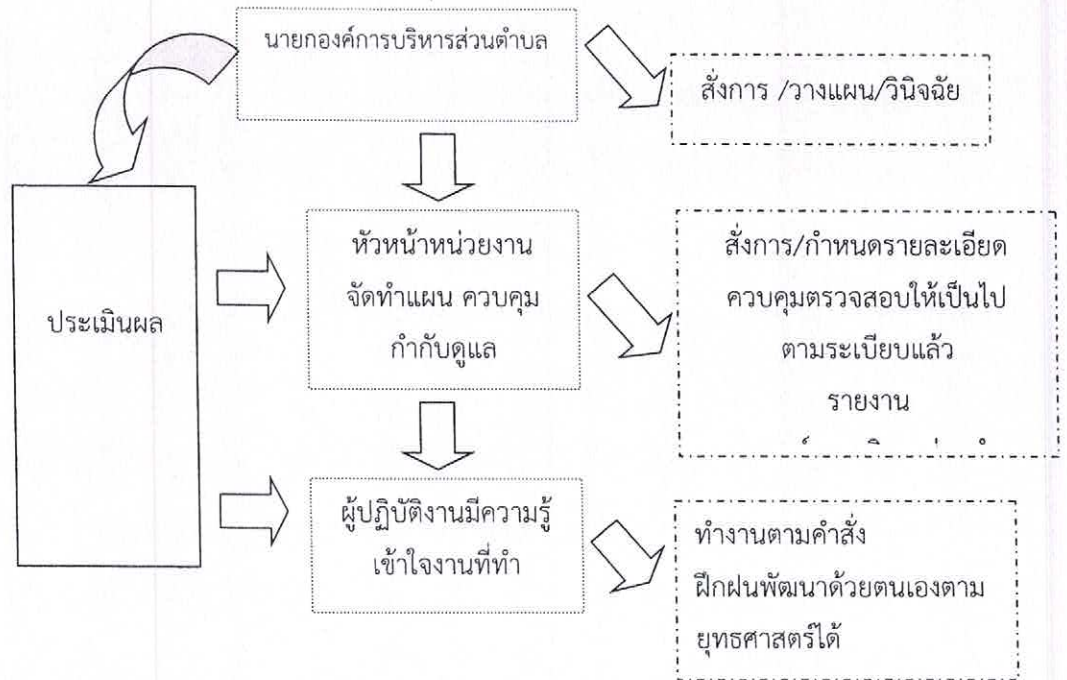 นายกองค์การบริหารส่วนตำบล
สั่งการ /วางแผน/วินิจฉัย
ประเมินผล
หัวหน้าหน่วยงาน
จัดทำแผน ควบคุม
กำกับดูแล
สั่งการ/กำหนดรายละเอียด
ควบคุมตรวจสอบให้เป็นไป
ตามระเบียบแล้ว
รายงาน
ผู้ปฏิบัติงานมีความรู้
เข้าใจงานที่ทำ
ทำงานตามคำสั่ง
ฝึกฝนพัฒนาด้วยตนเองตาม
ยุทธศาสตร์ได้